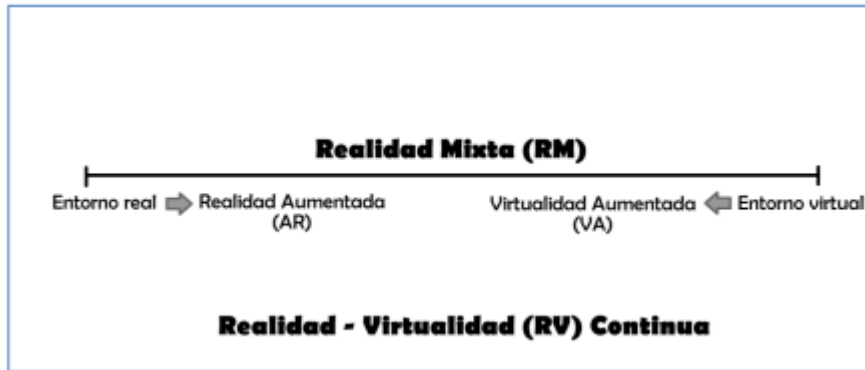 Realidad Mixta (RM)
Entorno real Realidad Aumentada Virtualidad Aumentada Entorno virtual
(AR) (VA)
Realidad - Virtualidad (RV) Continua